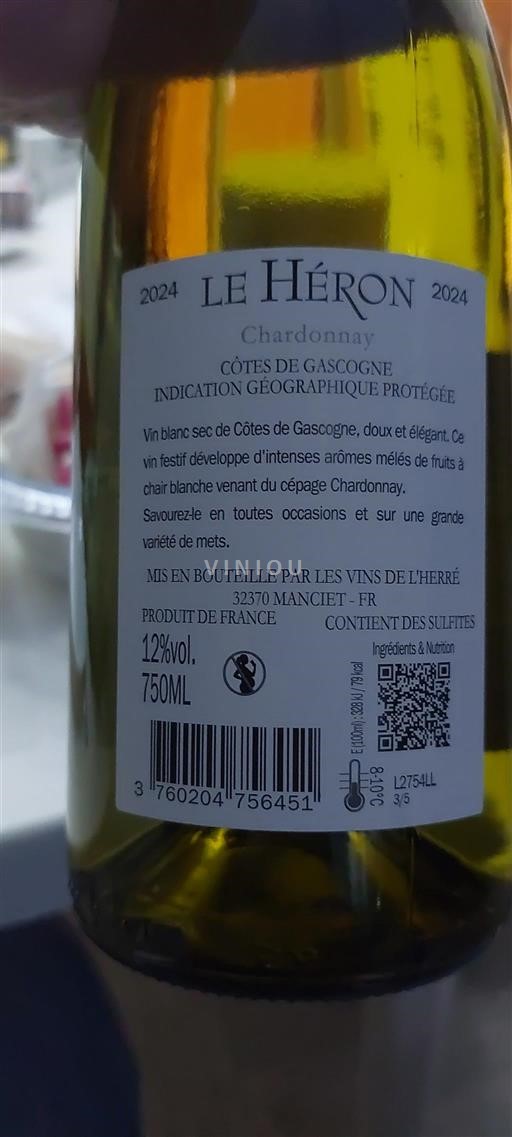 2024 LE HÉRON 2024
Chardonnay
CÔTES DE GASCOGNE
INDICATION GÉOGRAPHIQUE PROTÉGÉE
Vin blanc sec de Côtes de Gascogne, doux et élégant. Ce
vin festif développe d'intenses arômes mélés de fruits à
chair blanche venant du cépage Chardonnay.
Savourez-le en toutes occasions et sur une grande
variété de mets.
VINIOU
MIS EN BOUTEILLE PAR LES VINS DE L'HERRÉ
32370 MANCIET - FR
PRODUIT DE FRANCE CONTIENT DES SULFITES
12%vol.
750ML
Ingrédients & Nutrition
E (100ml) : 328 kJ / 79 kcal
3 760204 756451
8-10°C
L2754LL
3/5